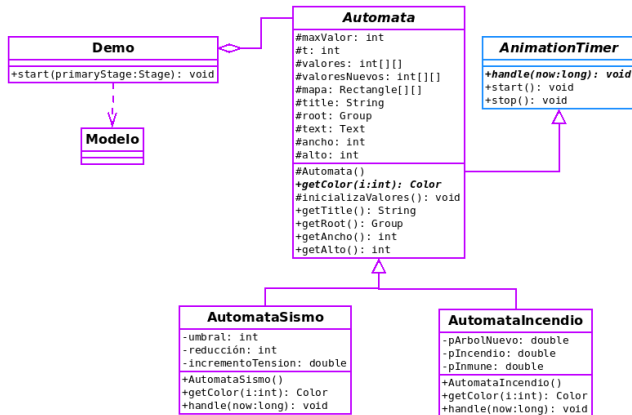 Demo
+start(primaryStage:Stage): void
Modelo
Automata
#maxValor: int
#t: int
#valores: int[][]
#valoresNuevos: int[][]
#mapa: Rectangle[][]
#title: String
#root: Group
#text: Text
#ancho: int
#alto: int
#Automata()
+getColor(i:int): Color
#inicializaValores(): void
+getTitle(): String
+getRoot(): Group
+getAncho(): int
+getAlto(): int
AnimationTimer
+handle(now:long): void
+start(): void
+stop(): void
AutomataSismo
-umbral: int
-reducción: int
-incrementoTension: double
+AutomataSismo()
+getColor(i:int): Color
+handle(now:long): void
AutomataIncendio
-pArbolNuevo: double
-pIncendio: double
-pInmune: double
+AutomataIncendio()
+getColor(i:int): Color
+handle(now:long): void